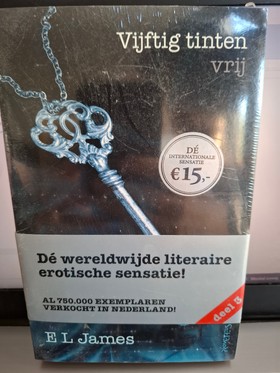 Vijftig tinten
vrij
DÉ
INTERNATIONALE
SENSATIE
€ 15,-
Dé wereldwijde literaire
erotische sensatie!
AL 750.000 EXEMPLAREN
VERKOCHT IN NEDERLAND!
deel 3
E L James